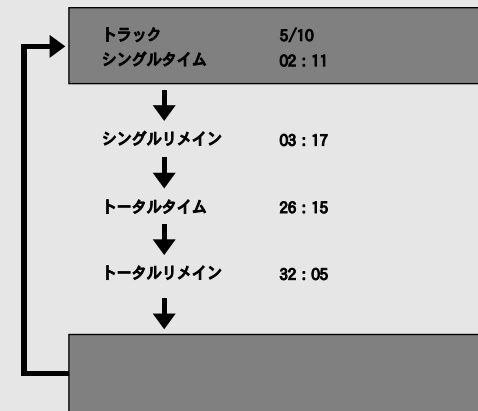 トラック 5/10
シングルタイム 02 : 11
シングルリメイン 03 : 17
トータルタイム 26 : 15
トータルリメイン 32 : 05